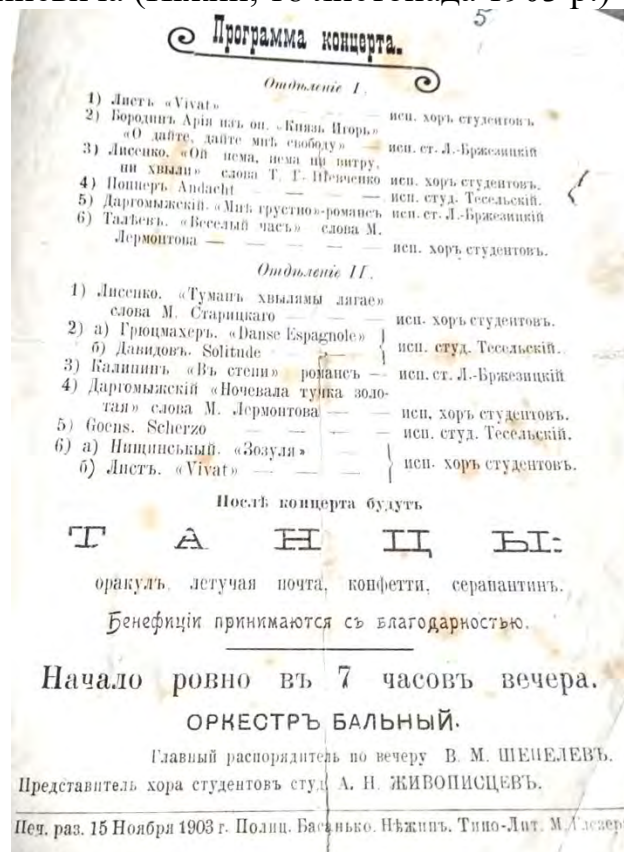 5
Программа концерта.
Отдѣленіе I.
1) Листъ «Vivat» — — — исп. хоръ студентовъ
2) Бородинъ Арія изъ оп. «Князь Игорь»
«О дайте, дайте мнѣ свободу» — исп. ст. Л.-Бржезицкій
3) Лисенко. «Ой нема, нема ни витру,
ни хвыли» слова Т. Г. Шевченко исп. хоръ студентовъ.
4) Попперъ Andacht — — — исп. студ. Тесельскій.
5) Даргомыжскій. «Мнѣ грустно»-романсъ исп. ст. Л.-Бржезицкій
6) Талѣевъ. «Веселый часъ» слова М.
Лермонтова — — — — исп. хоръ студентовъ.
Отдѣленіе II.
1) Лисенко. «Туманъ хвылямы лягае»
слова М. Старицкаго — — исп. хоръ студентовъ.
2) а) Грюцмахеръ. «Danse Espagnole»
б) Давидовъ. Solitude — — исп. студ. Тесельскій.
3) Калининъ «Въ степи» романсъ — исп. ст. Л.-Бржезицкій
4) Даргомыжскій «Ночевала тучка золо-
тая» слова М. Лермонтова — — исп. хоръ студентовъ.
5) Goens. Scherzo — — — исп. студ. Тесельскій.
6) а) Нищинськый. «Зозуля»
б) Листъ. «Vivat» — — — исп. хоръ студентовъ.
Послѣ концерта будутъ
ТАНЦЫ:
оракулъ, летучая почта, конфетти, серапантинъ.
Бенефиціи принимаются съ благодарностью.
Начало ровно въ 7 часовъ вечера.
ОРКЕСТРЪ БАЛЬНЫЙ.
Главный распорядитель по вечеру В. М. ШЕПЕЛЕВЪ.
Представитель хора студентовъ студ. А. Н. ЖИВОПИСЦЕВЪ.
Печ. раз. 15 Ноября 1903 г. Полиц. Басанько. Нѣжинъ. Типо-Лит. М.